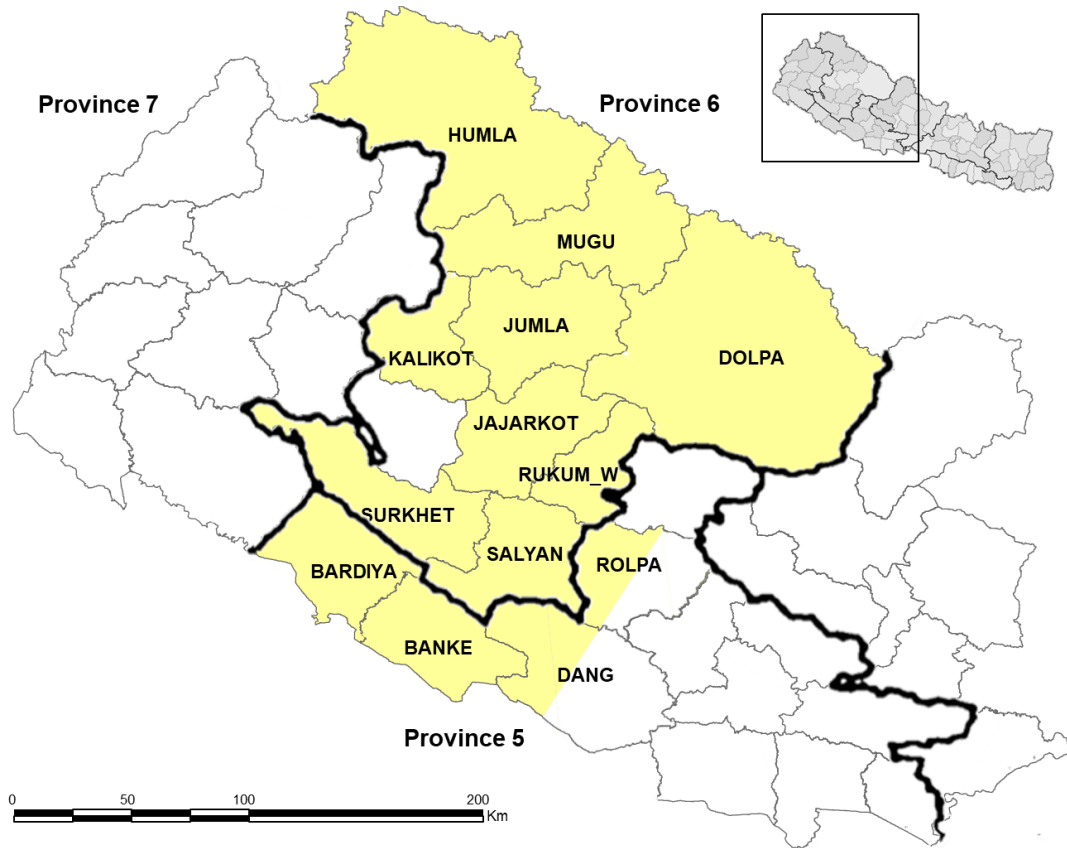 Province 7
Province 6
HUMLA
MUGU
JUMLA
KALIKOT
DOLPA
JAJARKOT
RUKUM_W
SURKHET
SALYAN
ROLPA
BARDIYA
BANKE
DANG
Province 5
0 50 100 200
Km